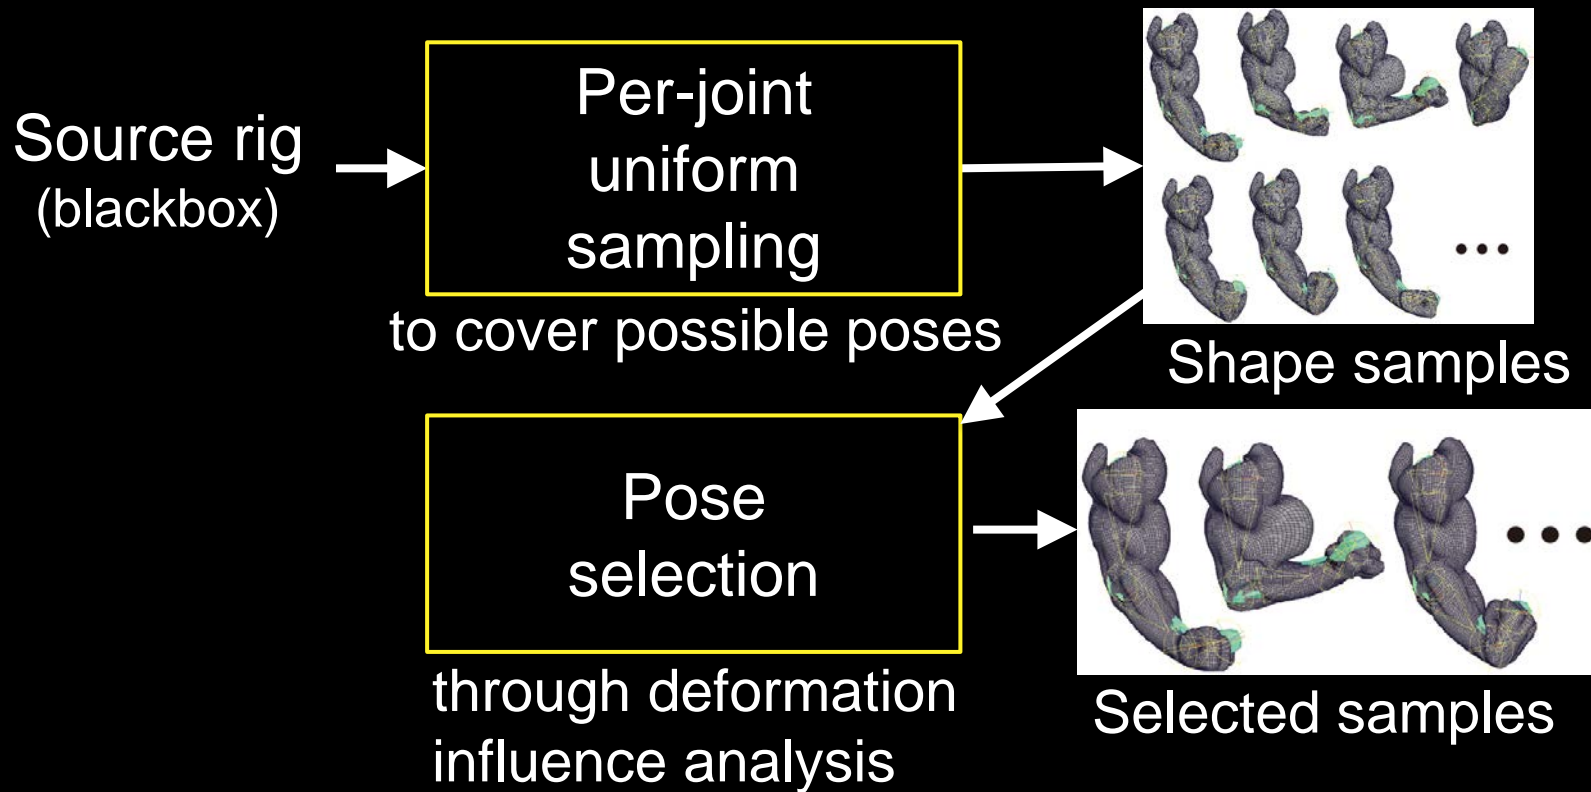 Source rig
(blackbox)
Per-joint
uniform
sampling
to cover possible poses
Shape samples
Pose
selection
through deformation
influence analysis
Selected samples